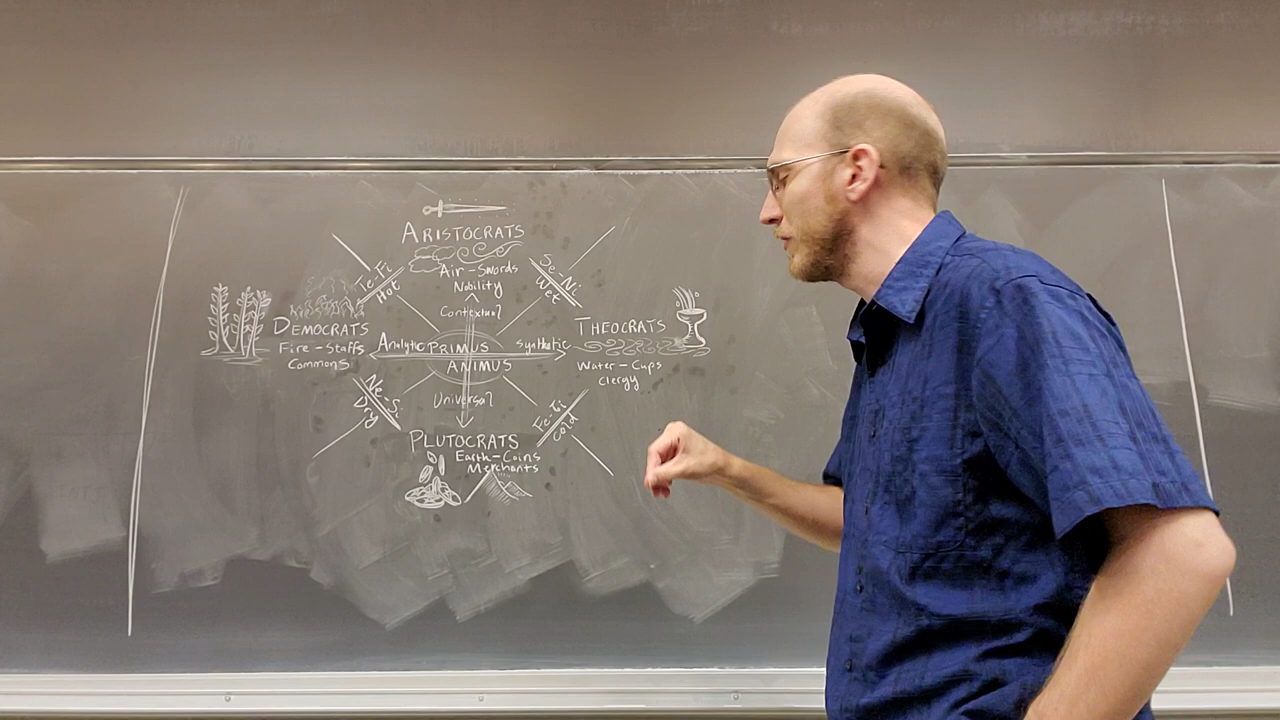 ARISTOCRATS
Air-Swords
Nobility
Te-Fi
Hot
Se-Ni
Wet
Contextual
DEMOCRATS
Fire-Staffs
Commons
Analytic
PRIMUS
ANIMUS
Synthetic
THEOCRATS
Water-Cups
Clergy
Universal
Ne-Si
Dry
Fe-Ti
Cold
PLUTOCRATS
Earth-Coins
Merchants